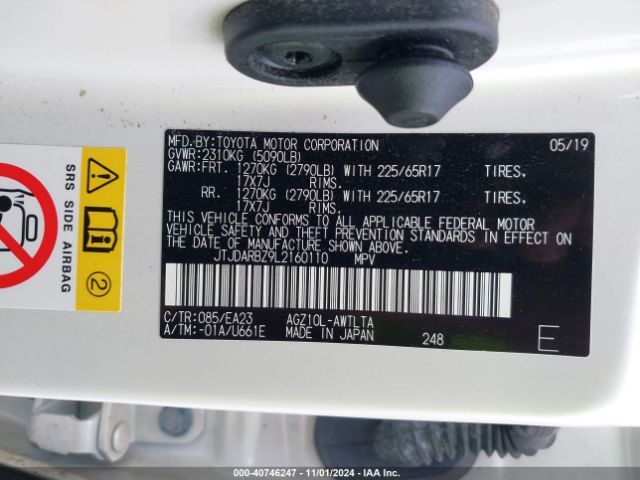 MFD.BY:TOYOTA MOTOR CORPORATION 05/19
GVWR:2310KG (5090LB)
GAWR:FRT. 1270KG (2790LB) WITH 225/65R17 TIRES.
17X7J RIMS.
RR. 1270KG (2790LB) WITH 225/65R17 TIRES.
17X7J RIMS.
THIS VEHICLE CONFORMS TO ALL APPLICABLE FEDERAL MOTOR
VEHICLE SAFETY AND THEFT PREVENTION STANDARDS IN EFFECT ON
THE DATE OF MANUFACTURE SHOWN ABOVE.
JTJDARBZ9L2160110 MPV
C/TR:085/EA23 AGZ10L-AWTLTA
A/TM:-01A/U661E MADE IN JAPAN 248 E
SRS SIDE AIRBAG
2
000-40746247 - 11/01/2024 - IAA Inc.